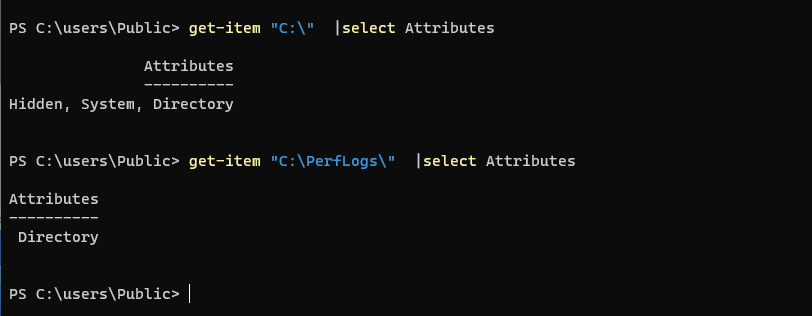 PS C:\users\Public> get-item "C:\"  |select Attributes
Attributes
----------
Hidden, System, Directory
PS C:\users\Public> get-item "C:\PerfLogs\"  |select Attributes
Attributes
----------
Directory
PS C:\users\Public>